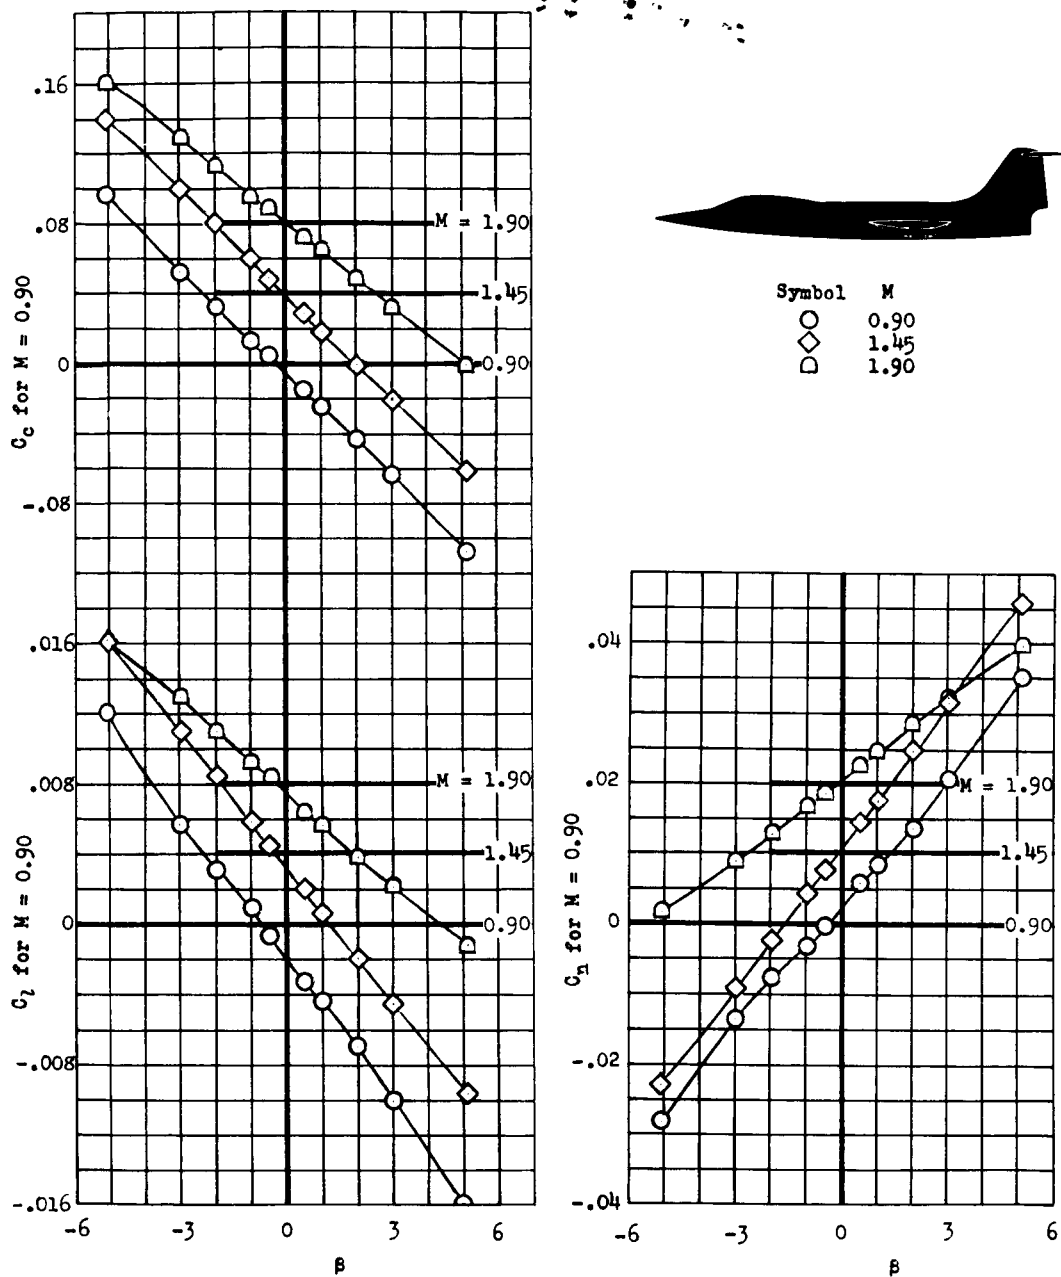 .16
.08
0
-.08
C_c for M = 0.90
M = 1.90
1.45
0.90
Symbol M
0.90
1.45
1.90
.016
.008
0
-.008
-.016
C_l for M = 0.90
M = 1.90
1.45
0.90
-6 -3 0 3 6
β
.04
.02
0
-.02
-.04
C_n for M = 0.90
M = 1.90
1.45
0.90
-6 -3 0 3 6
β